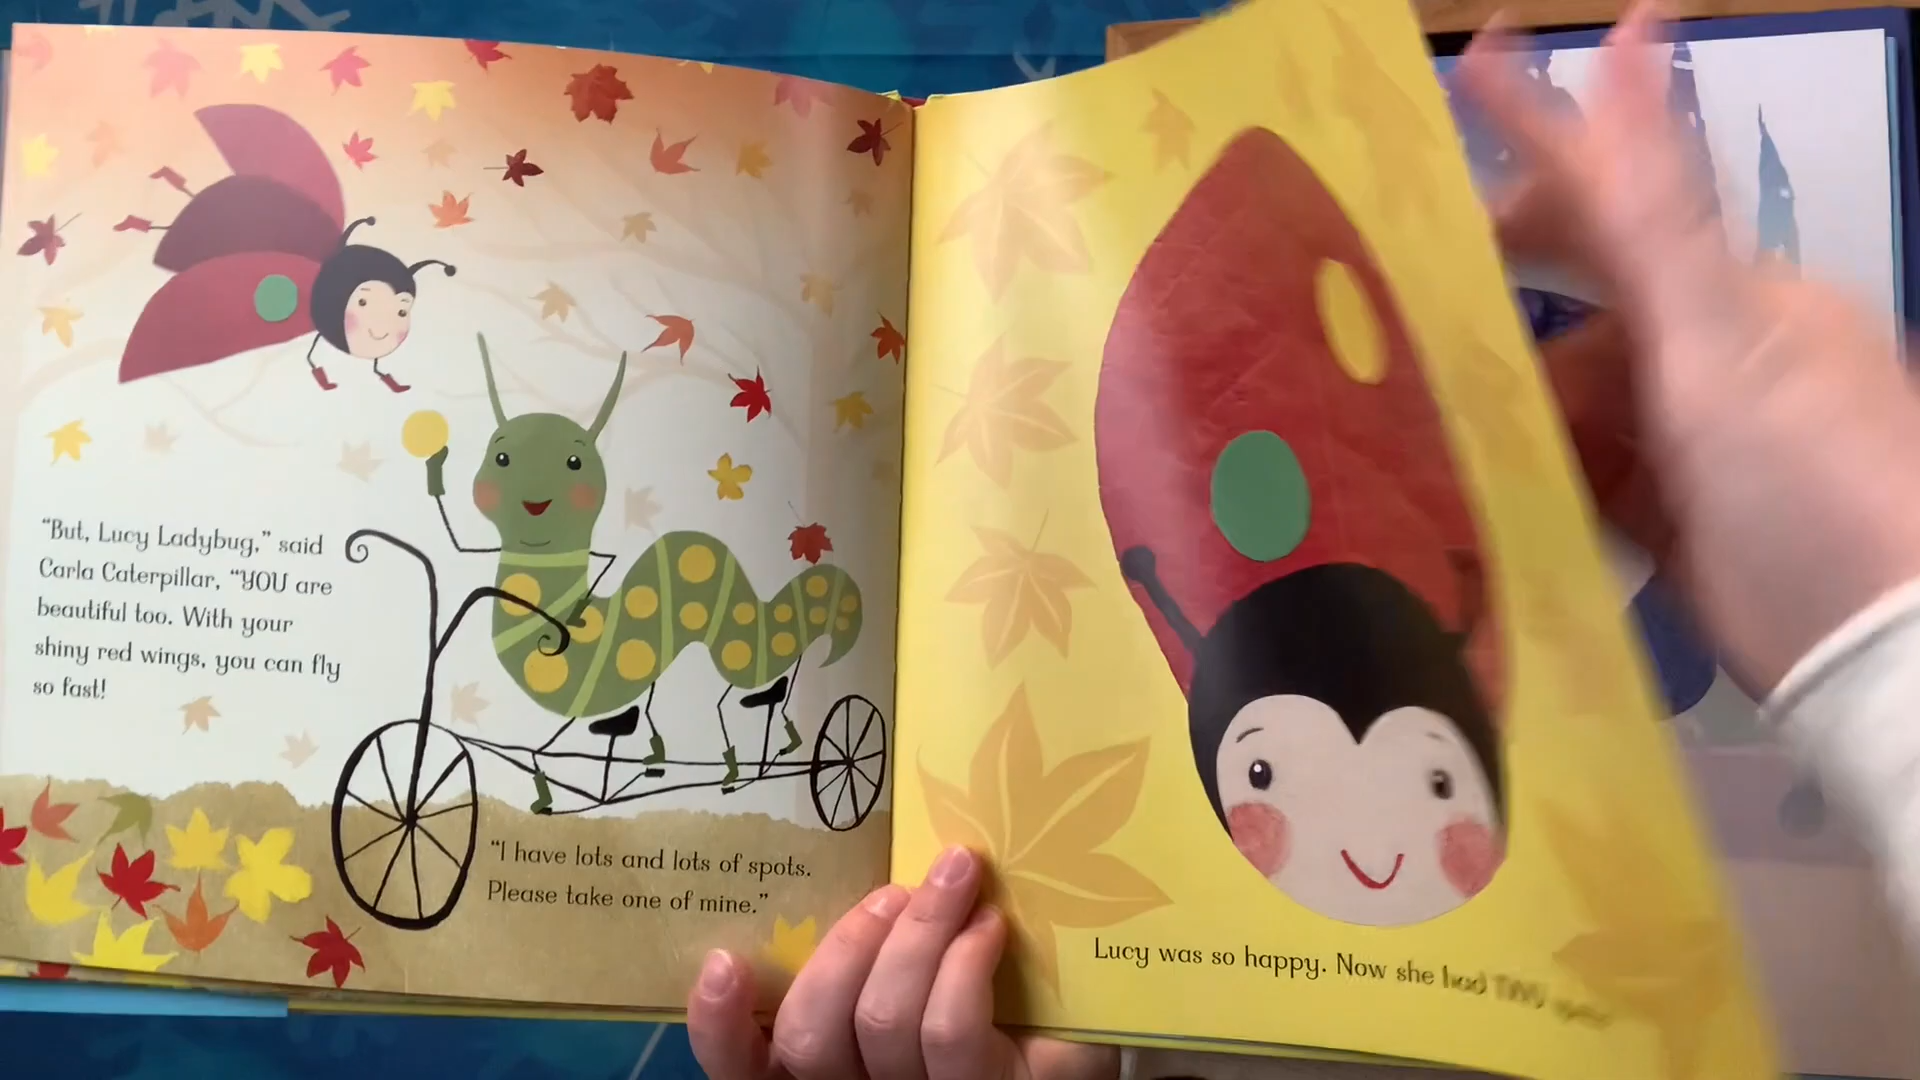 “But, Lucy Ladybug,” said
Carla Caterpillar, “YOU are
beautiful too. With your
shiny red wings, you can fly
so fast!
“I have lots and lots of spots.
Please take one of mine.”
Lucy was so happy. Now she had TWO